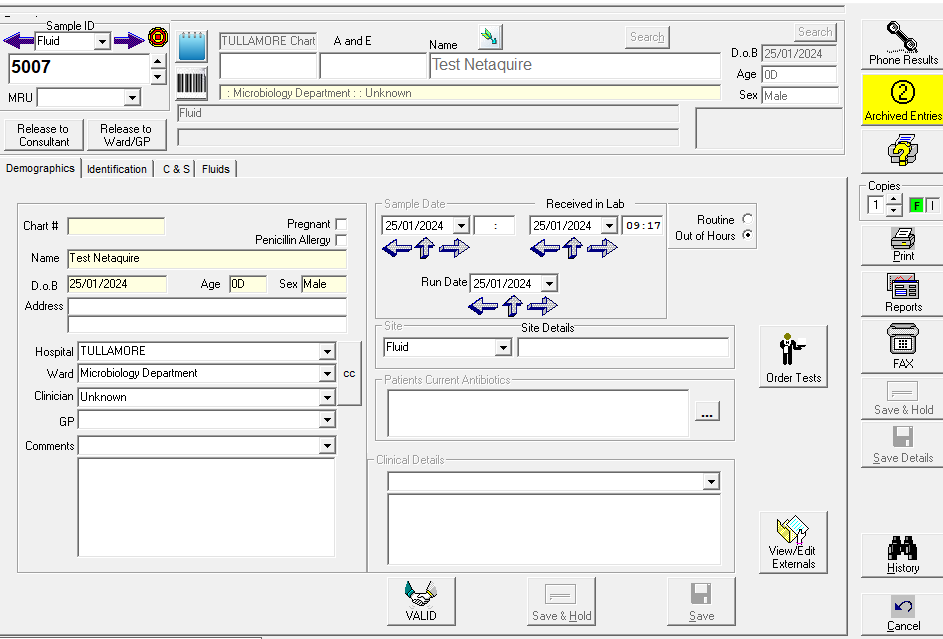 Sample ID
Fluid
5007
MRU
Release to Consultant
Release to Ward/GP
TULLAMORE Chart
A and E
Name
Search
Test Netaquire
: Microbiology Department : : Unknown
Fluid
Search
D.o.B 25/01/2024
Age 0D
Sex Male
Demographics Identification C & S Fluids
Chart #
Pregnant
Penicillin Allergy
Name Test Netaquire
D.o.B 25/01/2024 Age 0D Sex Male
Address
Hospital TULLAMORE
Ward Microbiology Department
cc
Clinician Unknown
GP
Comments
Sample Date
25/01/2024 :
Received in Lab
25/01/2024 09:17
Run Date 25/01/2024
Routine
Out of Hours
Site
Fluid
Site Details
Patients Current Antibiotics
...
Clinical Details
Order Tests
View/Edit
Externals
VALID
Save & Hold
Save
Phone Results
2
Archived Entries
Copies
1 F I
Print
Reports
FAX
Save & Hold
Save Details
History
Cancel